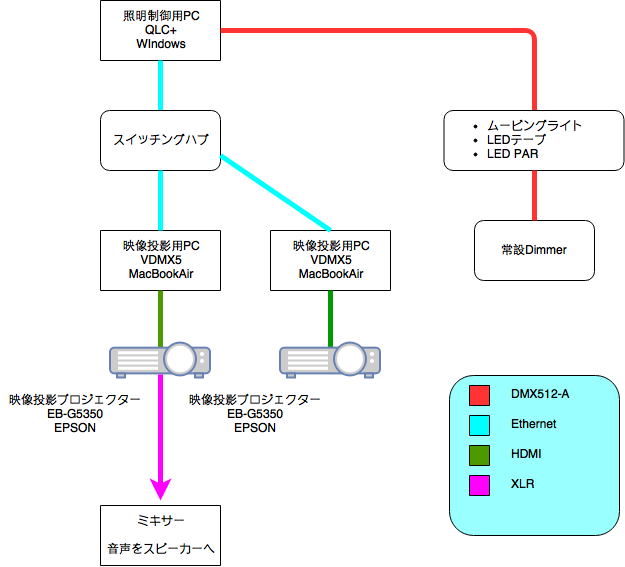 照明制御用PC
QLC+
WIndows
スイッチングハブ
ムービングライト
LEDテープ
LED PAR
常設Dimmer
映像投影用PC
VDMX5
MacBookAir
映像投影用PC
VDMX5
MacBookAir
映像投影プロジェクター
EB-G5350
EPSON
映像投影プロジェクター
EB-G5350
EPSON
DMX512-A
Ethernet
HDMI
XLR
ミキサー
音声をスピーカーへ